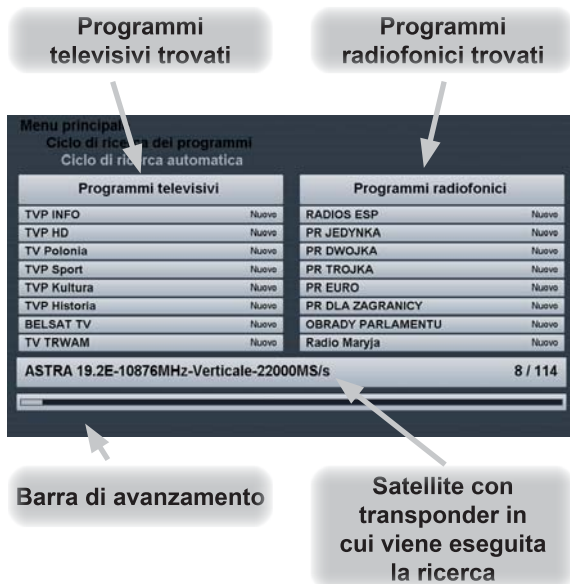 Programmi
televisivi trovati
Programmi
radiofonici trovati
Menu principale
Ciclo di ricerca dei programmi
Ciclo di ricerca automatica
Programmi televisivi
TVP INFO Nuovo
TVP HD Nuovo
TV Polonia Nuovo
TVP Sport Nuovo
TVP Kultura Nuovo
TVP Historia Nuovo
BELSAT TV Nuovo
TV TRWAM Nuovo
Programmi radiofonici
RADIOS ESP Nuovo
PR JEDYNKA Nuovo
PR DWOJKA Nuovo
PR TROJKA Nuovo
PR EURO Nuovo
PR DLA ZAGRANICY Nuovo
OBRADY PARLAMENTU Nuovo
Radio Maryja Nuovo
ASTRA 19.2E-10876MHz-Verticale-22000MS/s 8 / 114
Barra di avanzamento
Satellite con
transponder in
cui viene eseguita
la ricerca